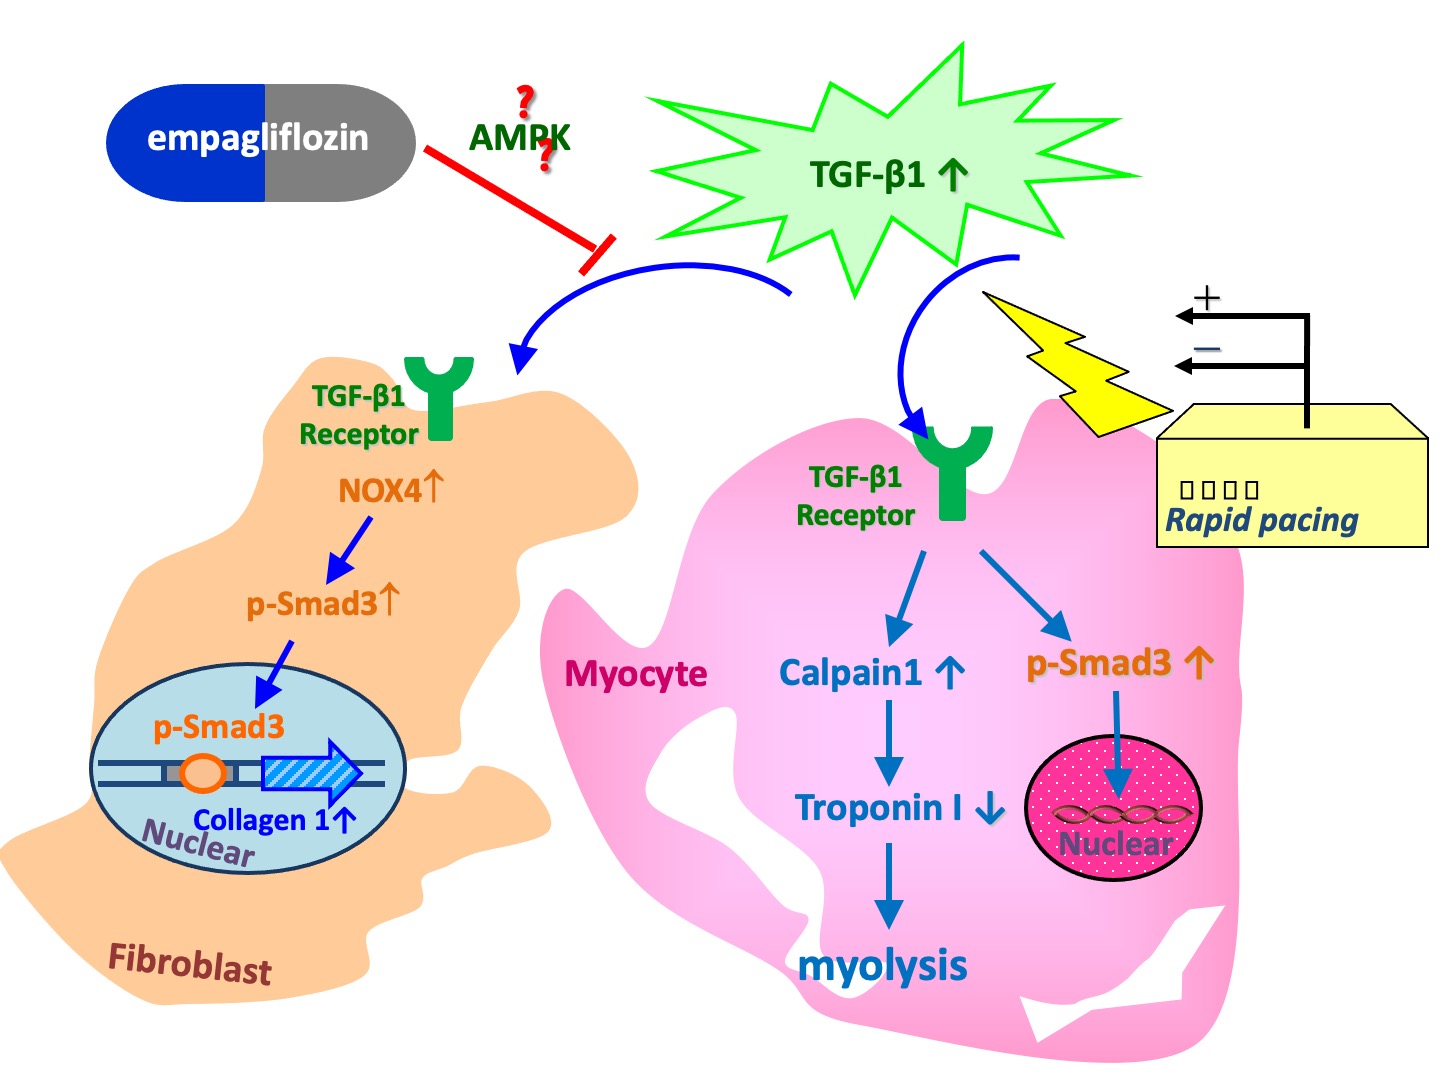 empagliflozin
?
AMPK
?
TGF-β1 ↑
+
−
TGF-β1
Receptor
NOX4↑
p-Smad3↑
p-Smad3
Collagen 1↑
Nuclear
Fibroblast
TGF-β1
Receptor
Rapid pacing
Myocyte
Calpain1 ↑
p-Smad3 ↑
Troponin I ↓
Nuclear
myolysis